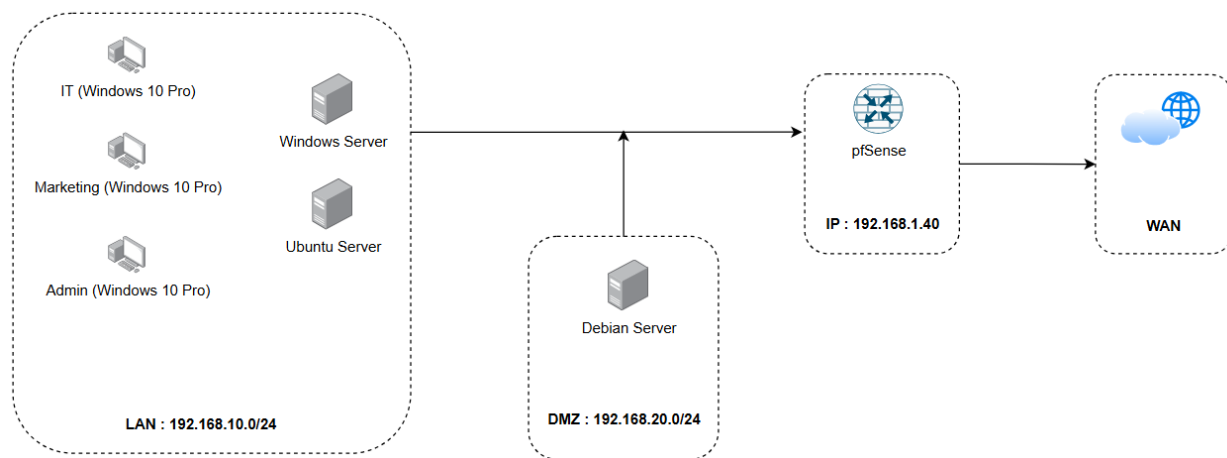 IT (Windows 10 Pro)
Windows Server
Marketing (Windows 10 Pro)
Ubuntu Server
Admin (Windows 10 Pro)
LAN : 192.168.10.0/24
Debian Server
DMZ : 192.168.20.0/24
pfSense
IP : 192.168.1.40
WAN